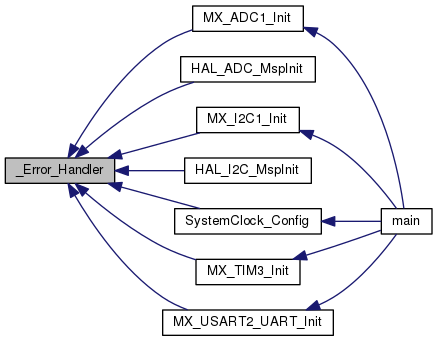 MX_ADC1_Init
HAL_ADC_MspInit
MX_I2C1_Init
_Error_Handler
HAL_I2C_MspInit
SystemClock_Config
main
MX_TIM3_Init
MX_USART2_UART_Init